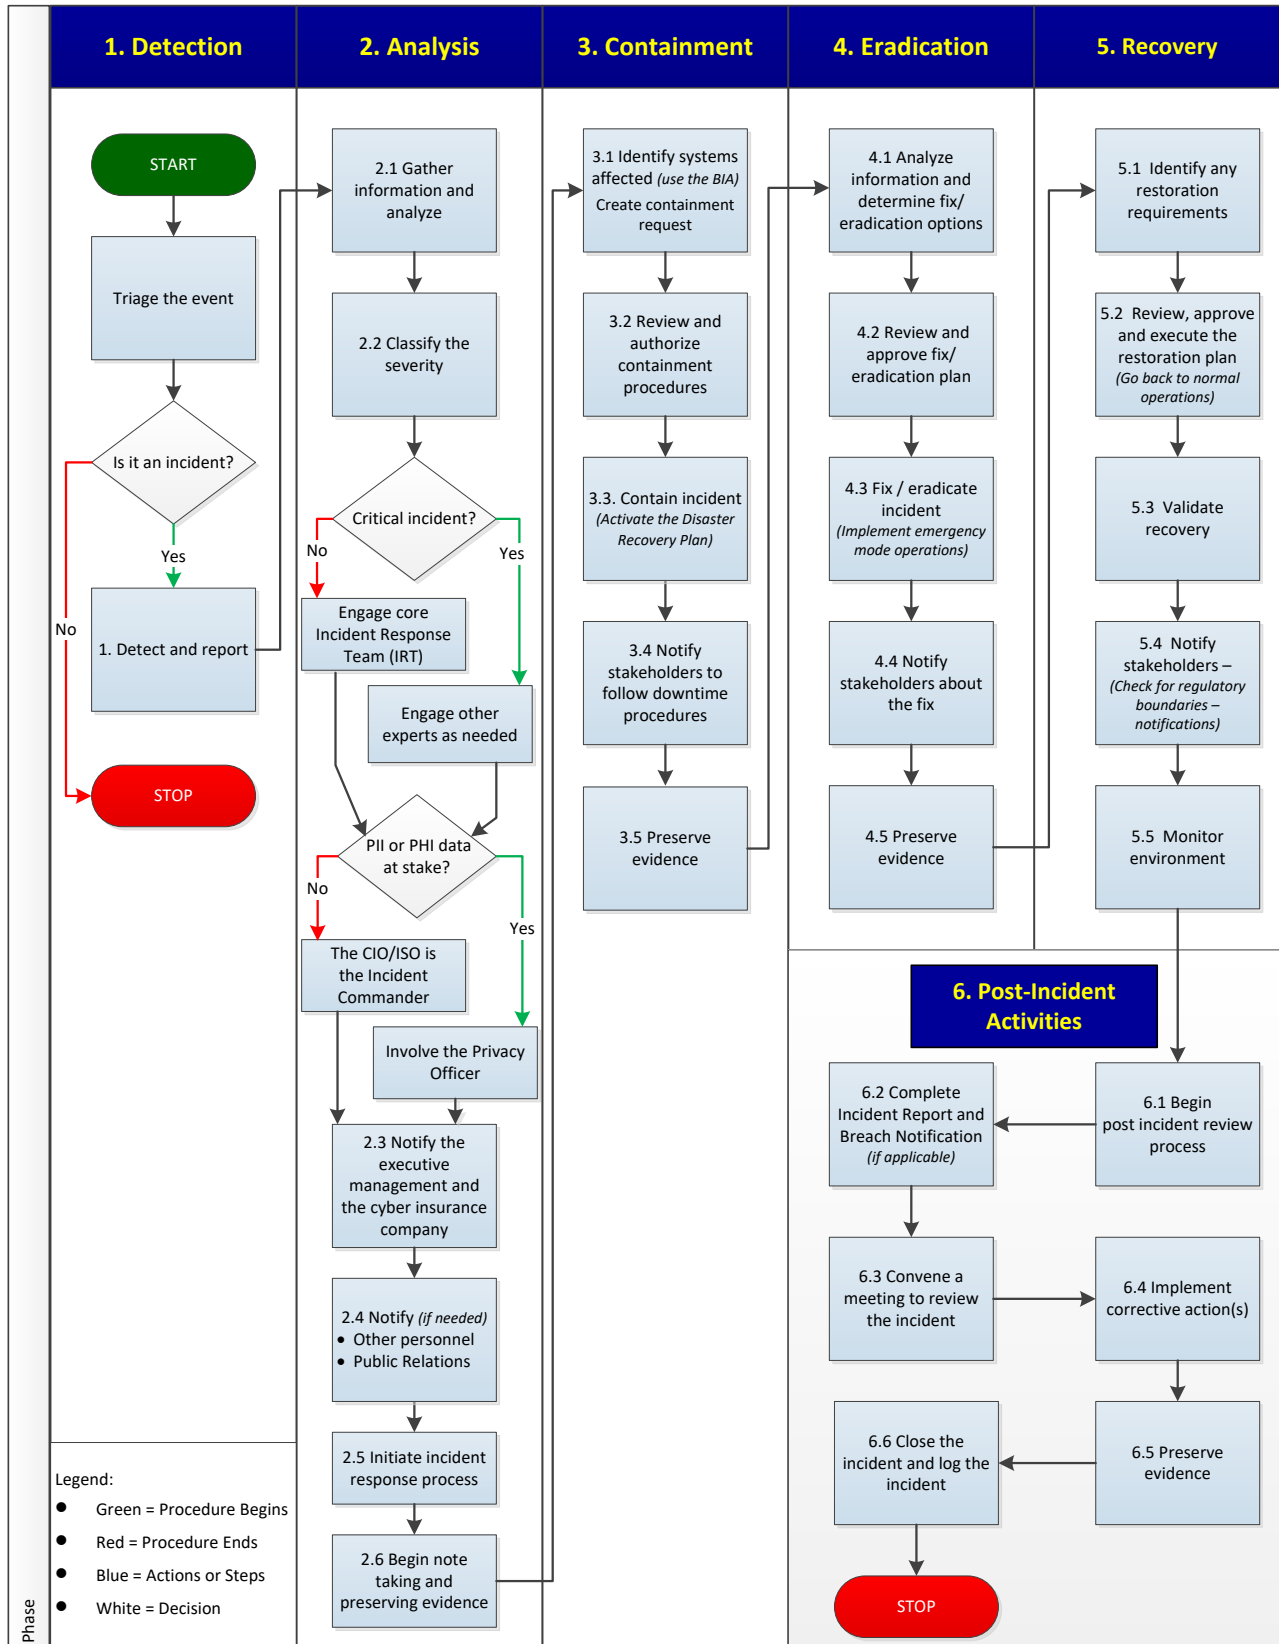 1. Detection
2. Analysis
3. Containment
4. Eradication
5. Recovery
START
Triage the event
Is it an incident?
Yes
No
1. Detect and report
STOP
Legend:
● Green = Procedure Begins
● Red = Procedure Ends
● Blue = Actions or Steps
● White = Decision
Phase
2.1 Gather
information and
analyze
2.2 Classify the
severity
Critical incident?
No
Yes
Engage core
Incident Response
Team (IRT)
Engage other
experts as needed
PII or PHI data
at stake?
No
Yes
The CIO/ISO is
the Incident
Commander
Involve the Privacy
Officer
2.3 Notify the
executive
management and
the cyber insurance
company
2.4 Notify (if needed)
• Other personnel
• Public Relations
2.5 Initiate incident
response process
2.6 Begin note
taking and
preserving evidence
3.1 Identify systems
affected (use the BIA)
Create containment
request
3.2 Review and
authorize
containment
procedures
3.3. Contain incident
(Activate the Disaster
Recovery Plan)
3.4 Notify
stakeholders to
follow downtime
procedures
3.5 Preserve
evidence
4.1 Analyze
information and
determine fix/
eradication options
4.2 Review and
approve fix/
eradication plan
4.3 Fix / eradicate
incident
(Implement emergency
mode operations)
4.4 Notify
stakeholders about
the fix
4.5 Preserve
evidence
5.1 Identify any
restoration
requirements
5.2 Review, approve
and execute the
restoration plan
(Go back to normal
operations)
5.3 Validate
recovery
5.4 Notify
stakeholders –
(Check for regulatory
boundaries –
notifications)
5.5 Monitor
environment
6. Post-Incident
Activities
6.1 Begin
post incident review
process
6.2 Complete
Incident Report and
Breach Notification
(if applicable)
6.3 Convene a
meeting to review
the incident
6.4 Implement
corrective action(s)
6.5 Preserve
evidence
6.6 Close the
incident and log the
incident
STOP